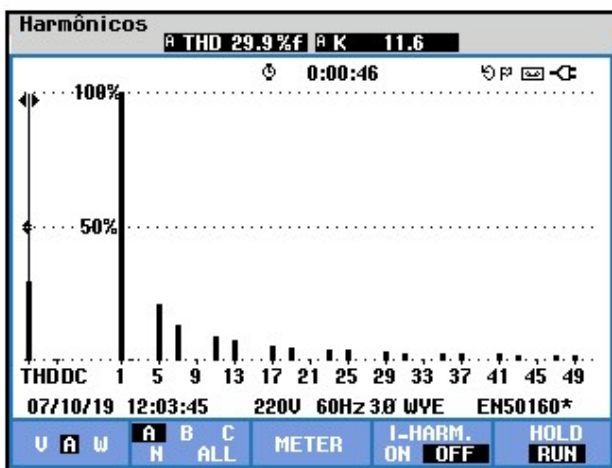 Harmônicos
A THD 29.9%f A K 11.6
0:00:46
100%
50%
THDDC 1 5 9 13 17 21 25 29 33 37 41 45 49
07/10/19 12:03:45 220V 60Hz 3Ø WYE EN50160*
V A W A B C N ALL METER I-HARM. ON OFF HOLD RUN